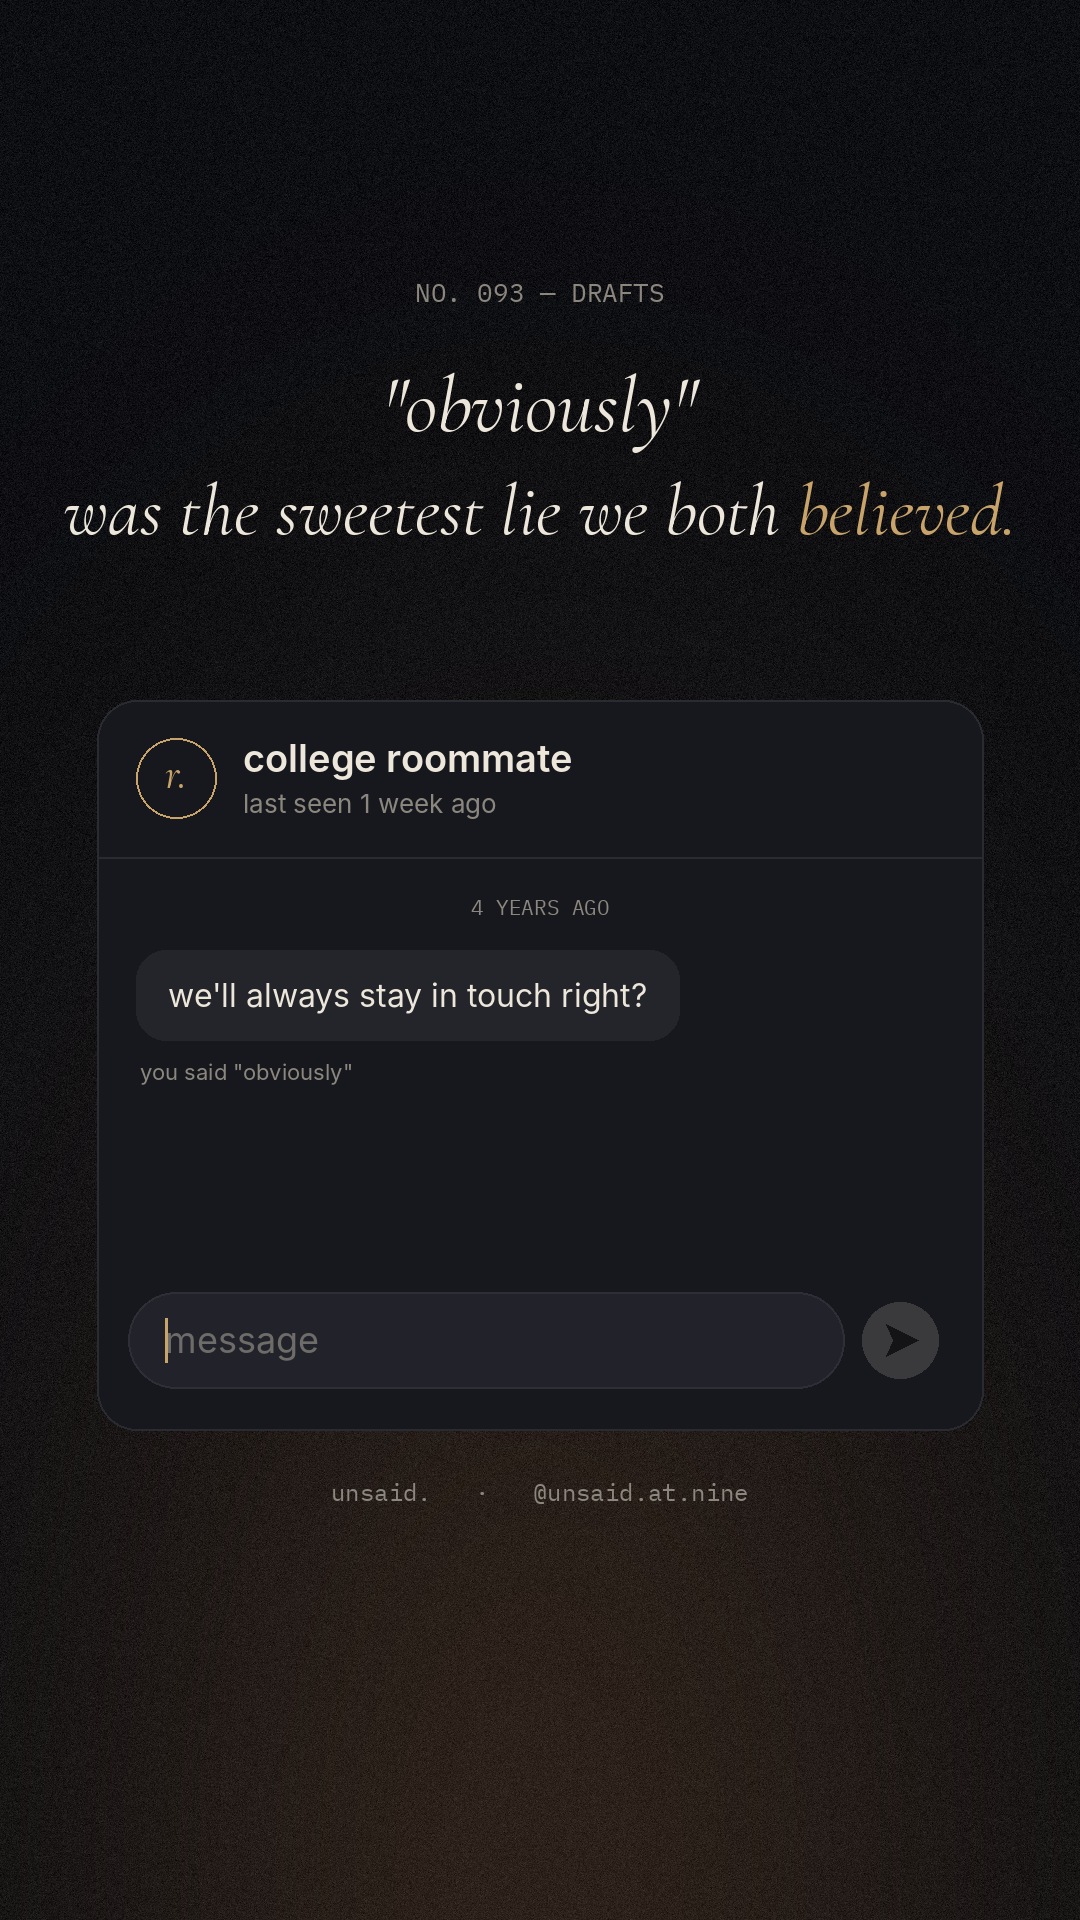 NO. 093 — DRAFTS
"obviously"
was the sweetest lie we both believed.
r.
college roommate
last seen 1 week ago
4 YEARS AGO
we'll always stay in touch right?
you said "obviously"
message
unsaid. · @unsaid.at.nine